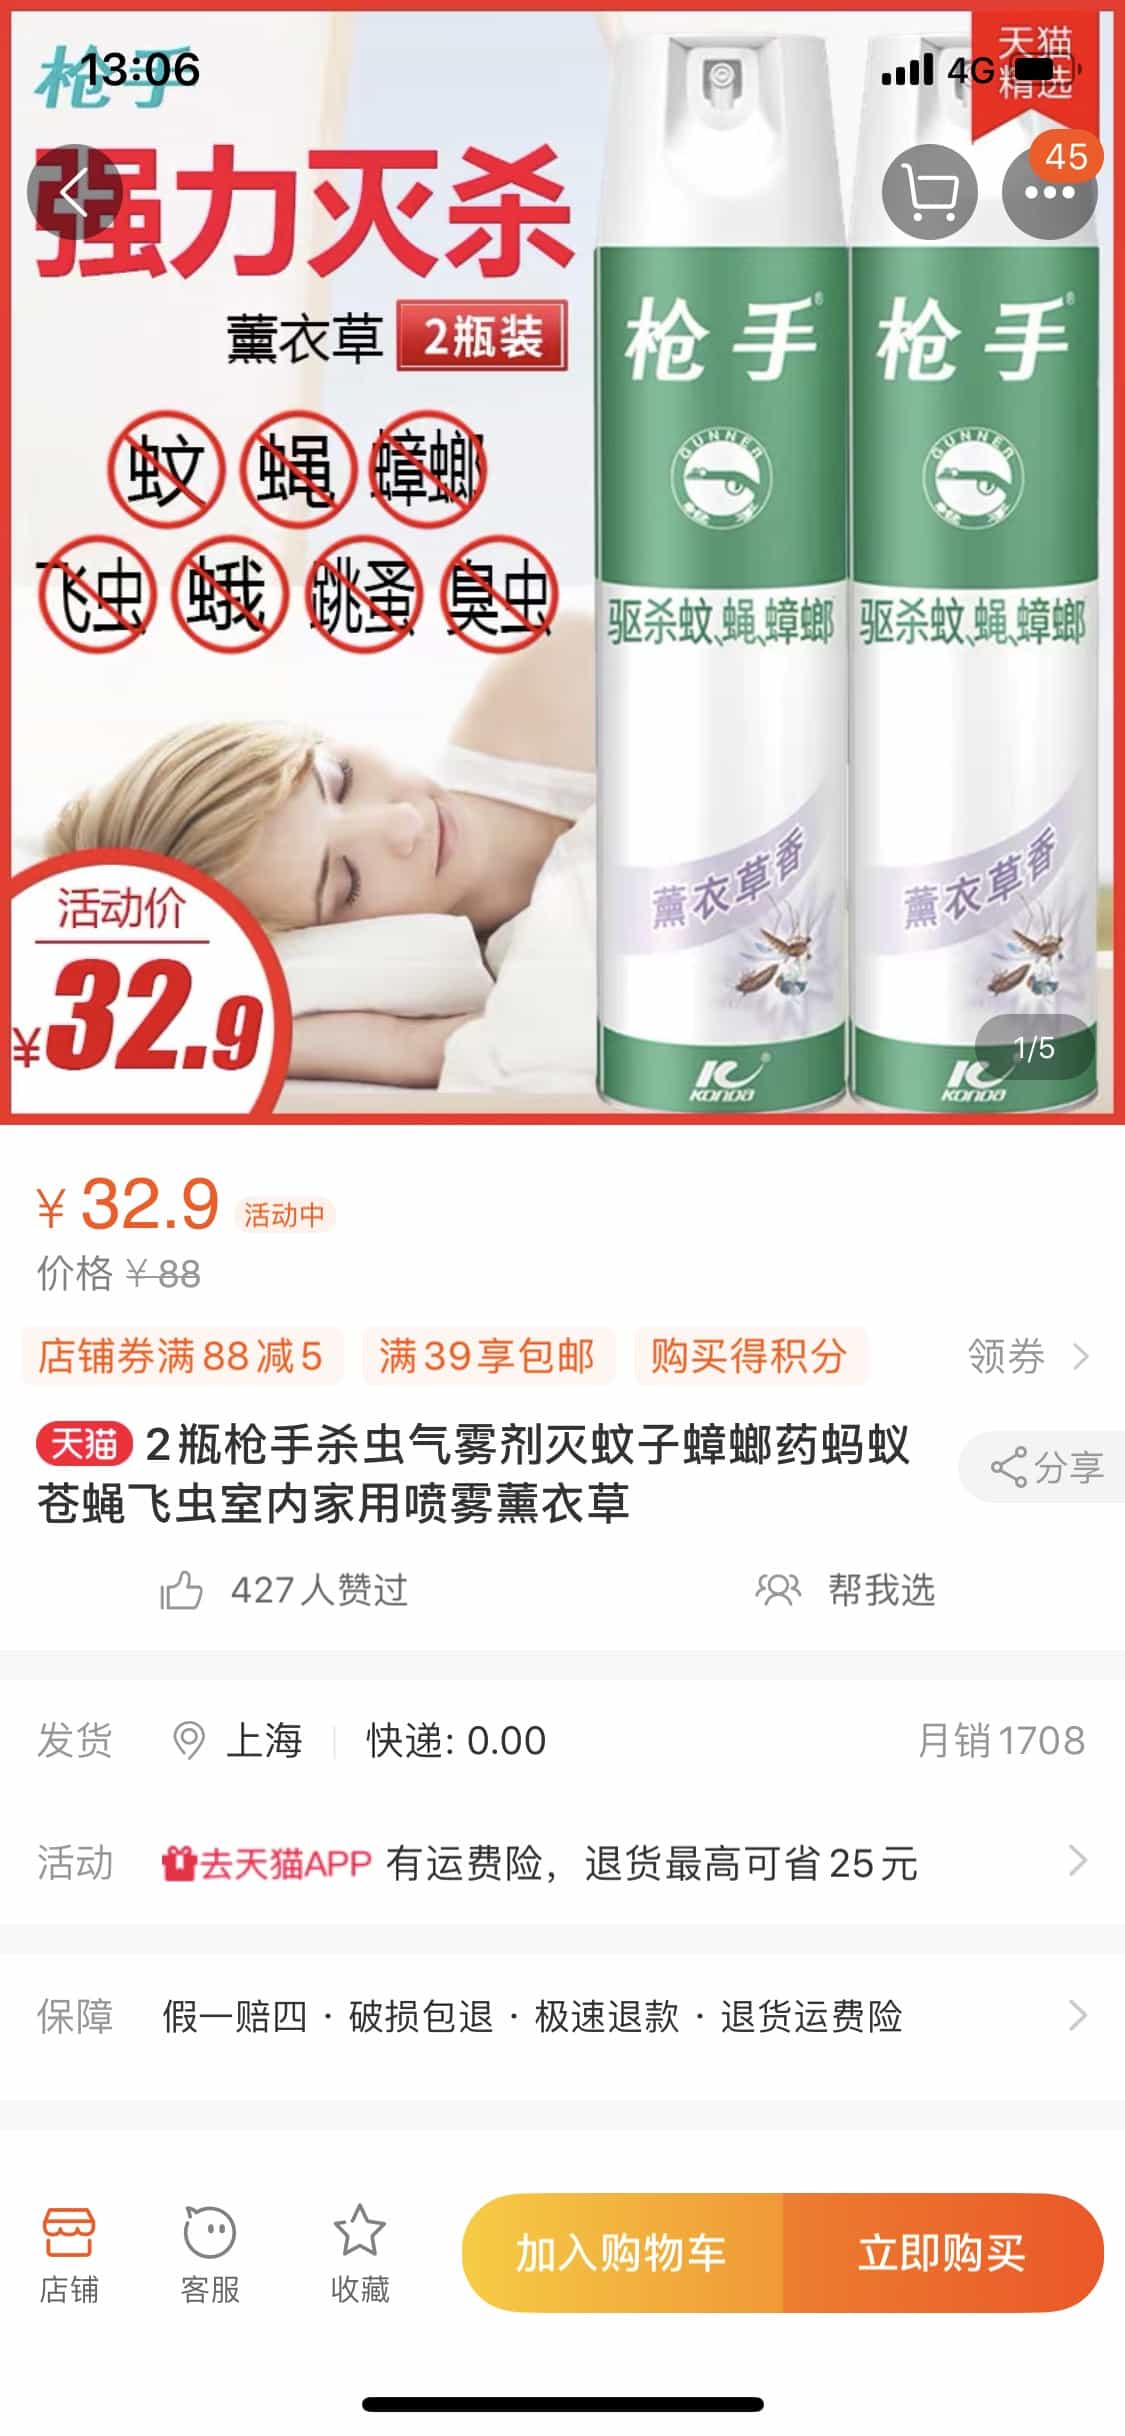 枪手
13:06
4G
天猫
精选
45
强力灭杀
薰衣草 2瓶装
蚊 蝇 蟑螂
飞虫 蛾 跳蚤 臭虫
枪手®
枪手®
GUNNER
GUNNER
驱杀蚊、蝇、蟑螂
驱杀蚊、蝇、蟑螂
薰衣草香
薰衣草香
KONDA
KONDA
活动价
¥32.9
1/5
¥32.9 活动中
价格 ¥88
店铺券满88减5 满39享包邮 购买得积分 领券
天猫 2瓶枪手杀虫气雾剂灭蚊子蟑螂药蚂蚁
苍蝇飞虫室内家用喷雾薰衣草
分享
427人赞过 帮我选
发货 上海 快递: 0.00 月销1708
活动 去天猫APP 有运费险，退货最高可省25元
保障 假一赔四 · 破损包退 · 极速退款 · 退货运费险
店铺 客服 收藏 加入购物车 立即购买